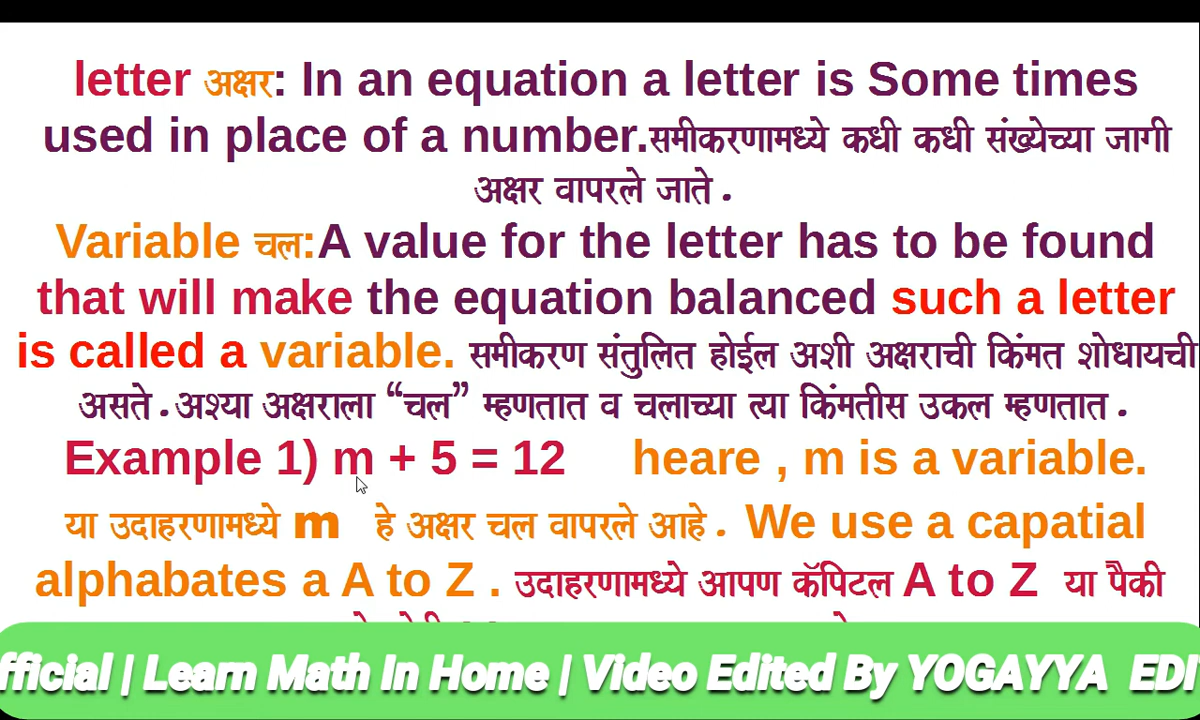 letter अक्षर: In an equation a letter is Some times
used in place of a number.समीकरणामध्ये कधी कधी संख्येच्या जागी
अक्षर वापरले जाते.
Variable चल:A value for the letter has to be found
that will make the equation balanced such a letter
is called a variable. समीकरण संतुलित होईल अशी अक्षराची किंमत शोधायची
असते.अश्या अक्षराला “चल” म्हणतात व चलाच्या त्या किंमतीस उकल म्हणतात.
Example 1) m + 5 = 12 heare , m is a variable.
या उदाहरणामध्ये m हे अक्षर चल वापरले आहे. We use a capatial
alphabates a A to Z . उदाहरणामध्ये आपण कॅपिटल A to Z या पैकी
fficial | Learn Math In Home | Video Edited By YOGAYYA EDI